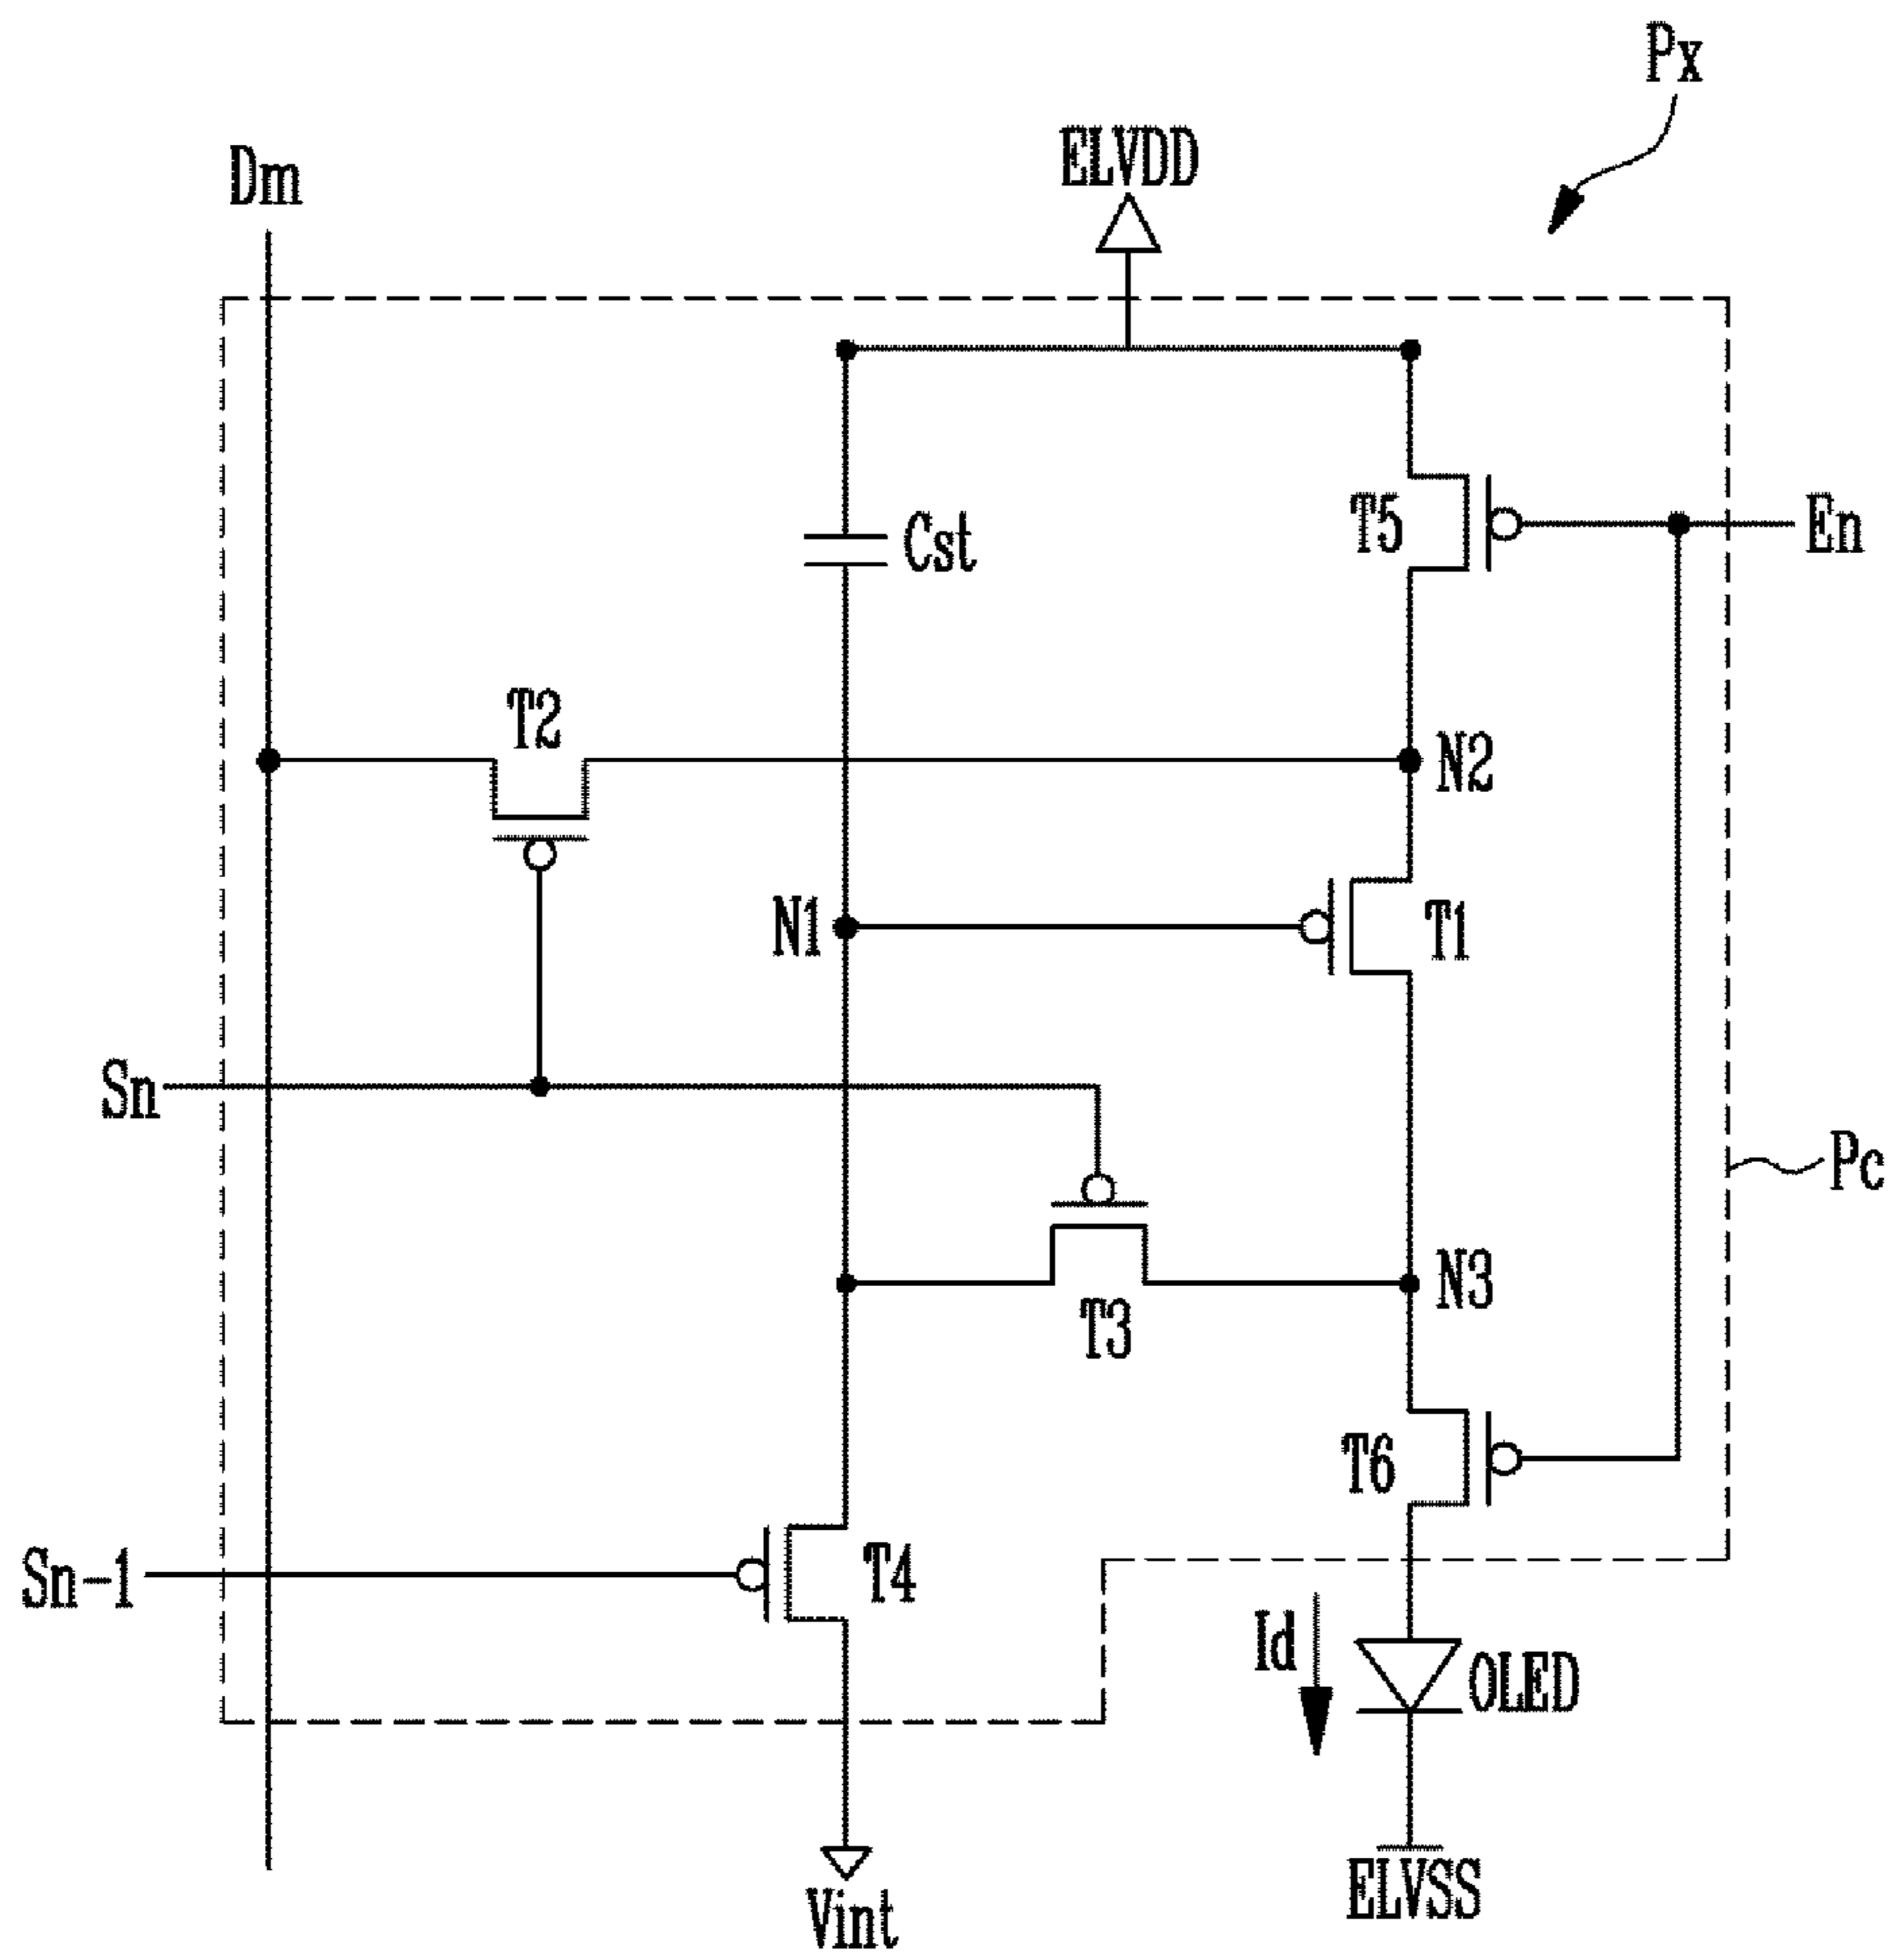 Px
ELVDD
Dm
Cst
T5
En
T2
N2
N1
T1
Sn
Pc
N3
T3
T6
Sn-1
T4
Id
OLED
ELVSS
Vint